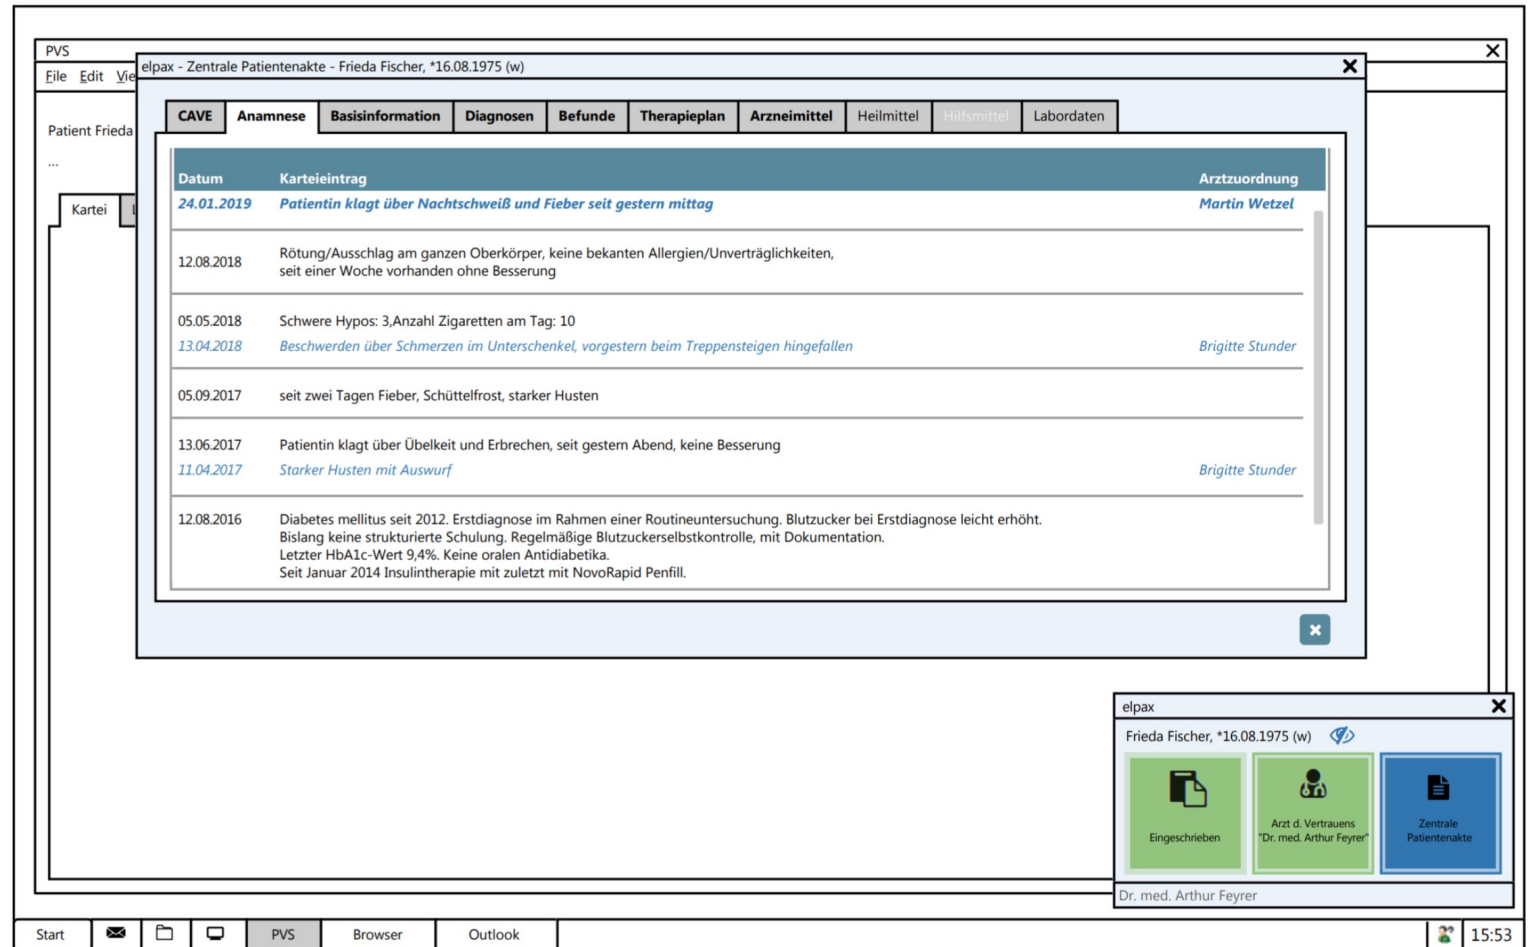 PVS
File Edit Vie
elpax - Zentrale Patientenakte - Frieda Fischer, *16.08.1975 (w)
CAVE Anamnese Basisinformation Diagnosen Befunde Therapieplan Arzneimittel Heilmittel Hilfsmittel Labordaten
Patient Frieda
...
Kartei
Datum Karteieintrag Arztzuordnung
24.01.2019 Patientin klagt über Nachtschweiß und Fieber seit gestern mittag Martin Wetzel
12.08.2018 Rötung/Ausschlag am ganzen Oberkörper, keine bekanten Allergien/Unverträglichkeiten,
seit einer Woche vorhanden ohne Besserung
05.05.2018 Schwere Hypos: 3,Anzahl Zigaretten am Tag: 10
13.04.2018 Beschwerden über Schmerzen im Unterschenkel, vorgestern beim Treppensteigen hingefallen Brigitte Stunder
05.09.2017 seit zwei Tagen Fieber, Schüttelfrost, starker Husten
13.06.2017 Patientin klagt über Übelkeit und Erbrechen, seit gestern Abend, keine Besserung
11.04.2017 Starker Husten mit Auswurf Brigitte Stunder
12.08.2016 Diabetes mellitus seit 2012. Erstdiagnose im Rahmen einer Routineuntersuchung. Blutzucker bei Erstdiagnose leicht erhöht.
Bislang keine strukturierte Schulung. Regelmäßige Blutzuckerselbstkontrolle, mit Dokumentation.
Letzter HbA1c-Wert 9,4%. Keine oralen Antidiabetika.
Seit Januar 2014 Insulintherapie mit zuletzt mit NovoRapid Penfill.
elpax
Frieda Fischer, *16.08.1975 (w)
Eingeschrieben
Arzt d. Vertrauens
"Dr. med. Arthur Feyrer"
Zentrale
Patientenakte
Dr. med. Arthur Feyrer
Start PVS Browser Outlook 15:53